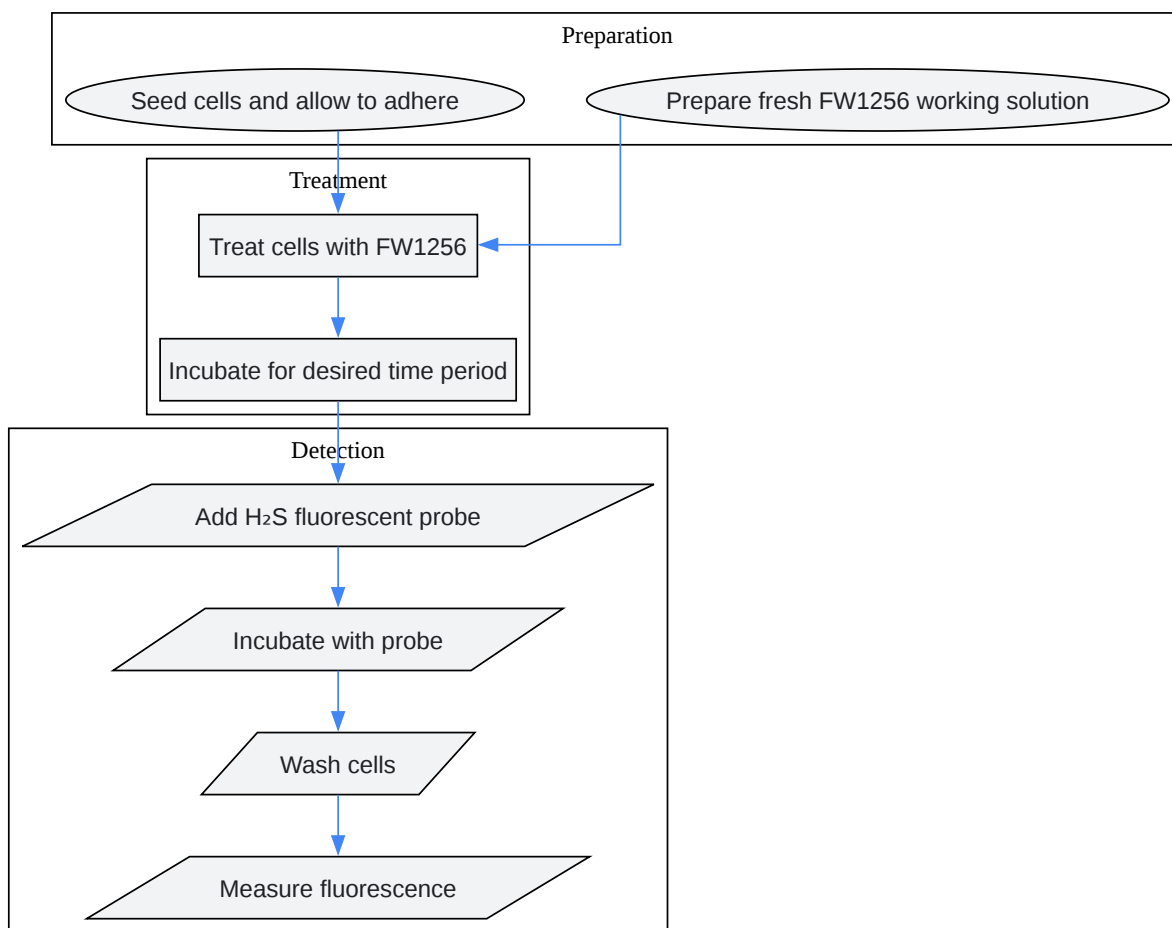 Preparation
Seed cells and allow to adhere
Prepare fresh FW1256 working solution
Treatment
Treat cells with FW1256
Incubate for desired time period
Detection
Add H₂S fluorescent probe
Incubate with probe
Wash cells
Measure fluorescence